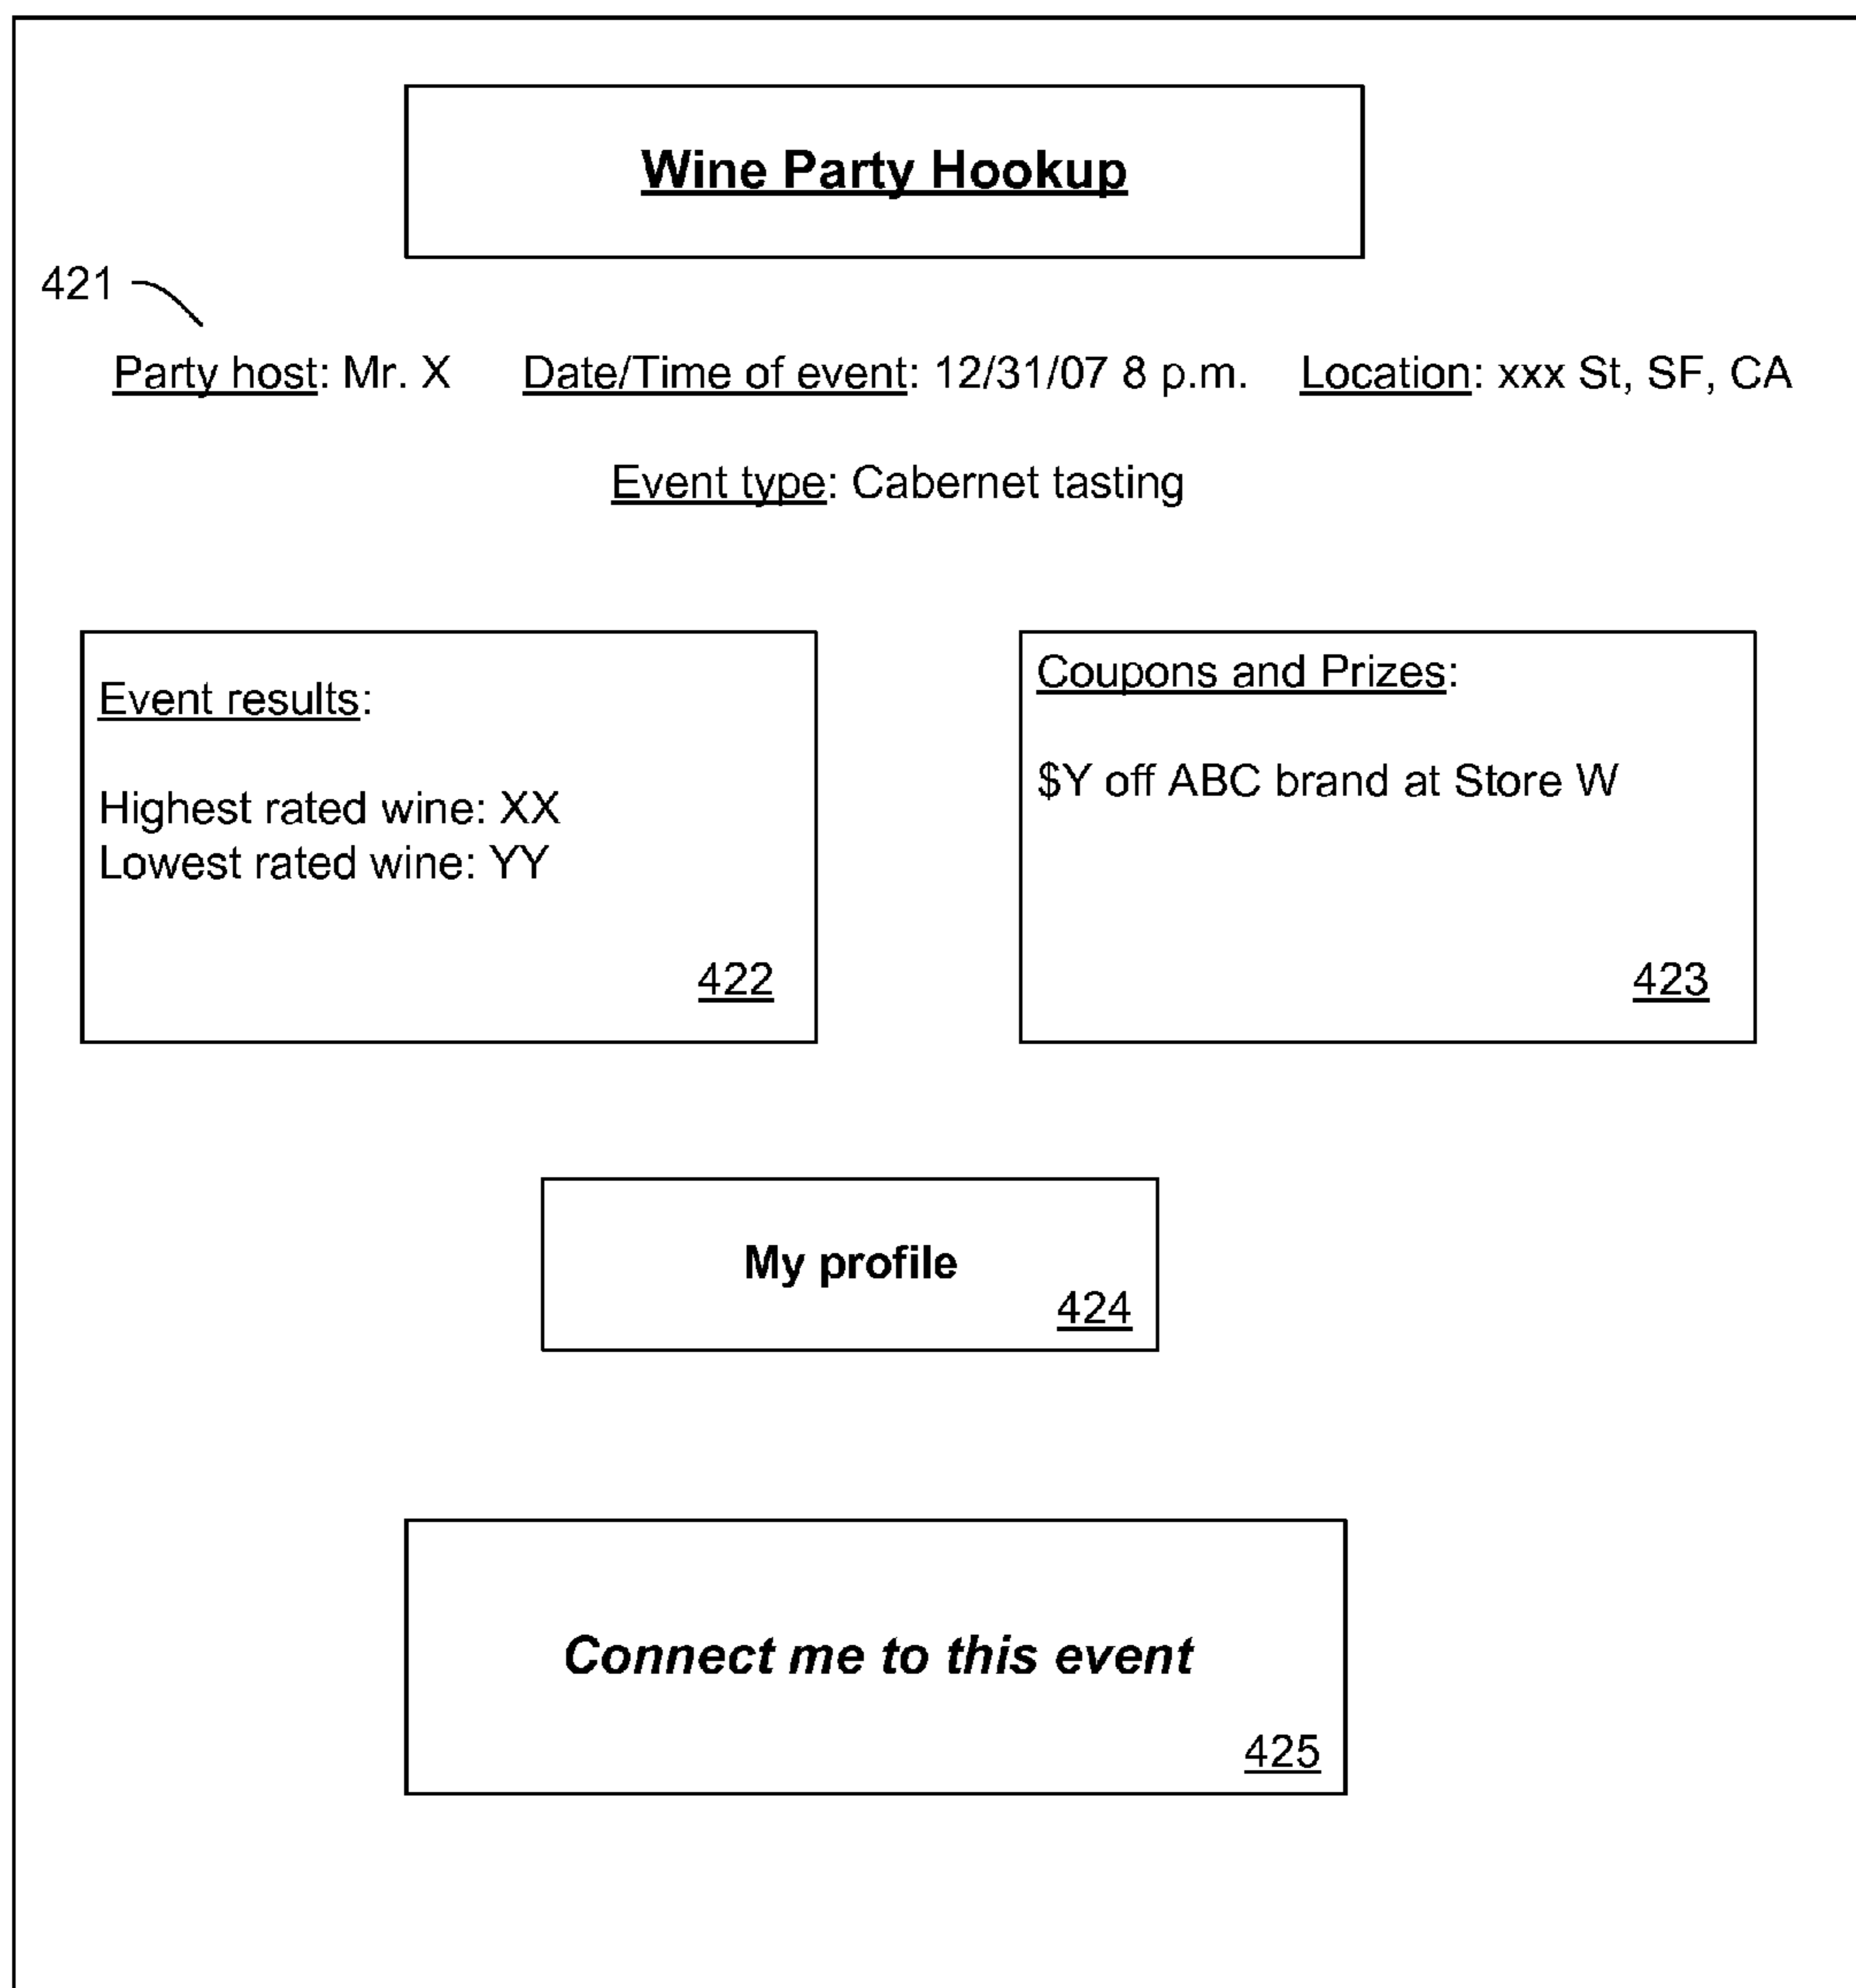 Wine Party Hookup
421
Party host: Mr. X Date/Time of event: 12/31/07 8 p.m. Location: xxx St, SF, CA
Event type: Cabernet tasting
Event results:
Highest rated wine: XX
Lowest rated wine: YY
422
Coupons and Prizes:
$Y off ABC brand at Store W
423
My profile
424
Connect me to this event
425